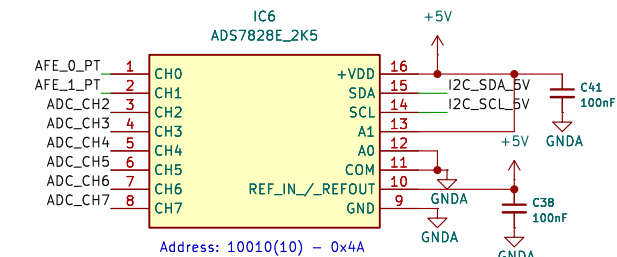 IC6
ADS7828E_2K5
+5V
AFE_0_PT 1 CH0 +VDD 16
AFE_1_PT 2 CH1 SDA 15 I2C_SDA_5V
ADC_CH2 3 CH2 SCL 14 I2C_SCL_5V
C41
100nF
ADC_CH3 4 CH3 A1 13
GNDA
ADC_CH4 5 CH4 A0 12
+5V
ADC_CH5 6 CH5 COM 11
ADC_CH6 7 CH6 REF_IN_/_REFOUT 10
GNDA
ADC_CH7 8 CH7 GND 9
C38
100nF
GNDA
Address: 10010(10) - 0x4A
GNDA